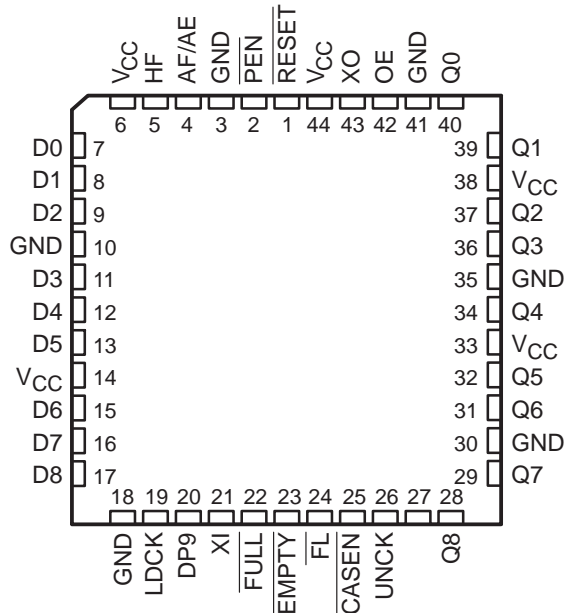 VCC HF AF/AE GND PEN RESET VCC XO OE GND Q0
6 5 4 3 2 1 44 43 42 41 40
D0 7 39 Q1
D1 8 38 VCC
D2 9 37 Q2
GND 10 36 Q3
D3 11 35 GND
D4 12 34 Q4
D5 13 33 VCC
VCC 14 32 Q5
D6 15 31 Q6
D7 16 30 GND
D8 17 29 Q7
18 19 20 21 22 23 24 25 26 27 28
GND LDCK DP9 XI FULL EMPTY FL CASEN UNCK Q8